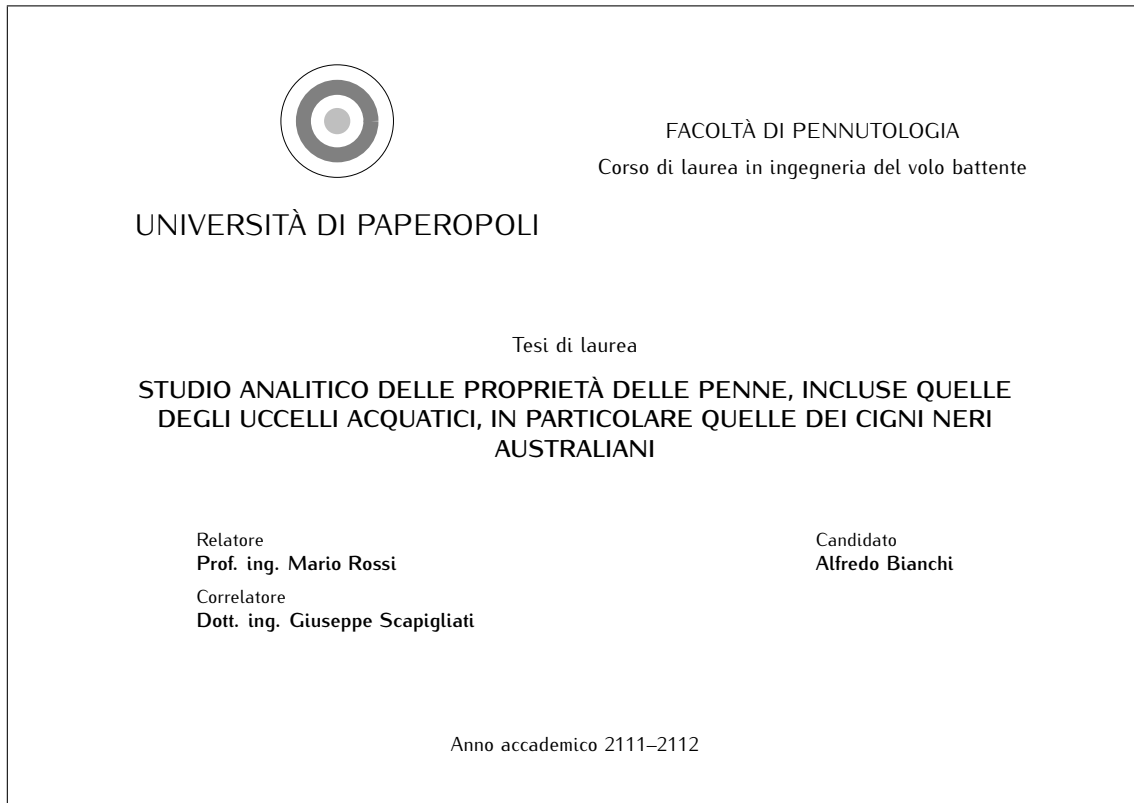 UNIVERSITÀ DI PAPEROPOLI
FACOLTÀ DI PENNUTOLOGIA
Corso di laurea in ingegneria del volo battente
Tesi di laurea
STUDIO ANALITICO DELLE PROPRIETÀ DELLE PENNE, INCLUSE QUELLE
DEGLI UCCELLI ACQUATICI, IN PARTICOLARE QUELLE DEI CIGNI NERI
AUSTRALIANI
Relatore
Prof. ing. Mario Rossi
Correlatore
Dott. ing. Giuseppe Scapigliati
Candidato
Alfredo Bianchi
Anno accademico 2111–2112